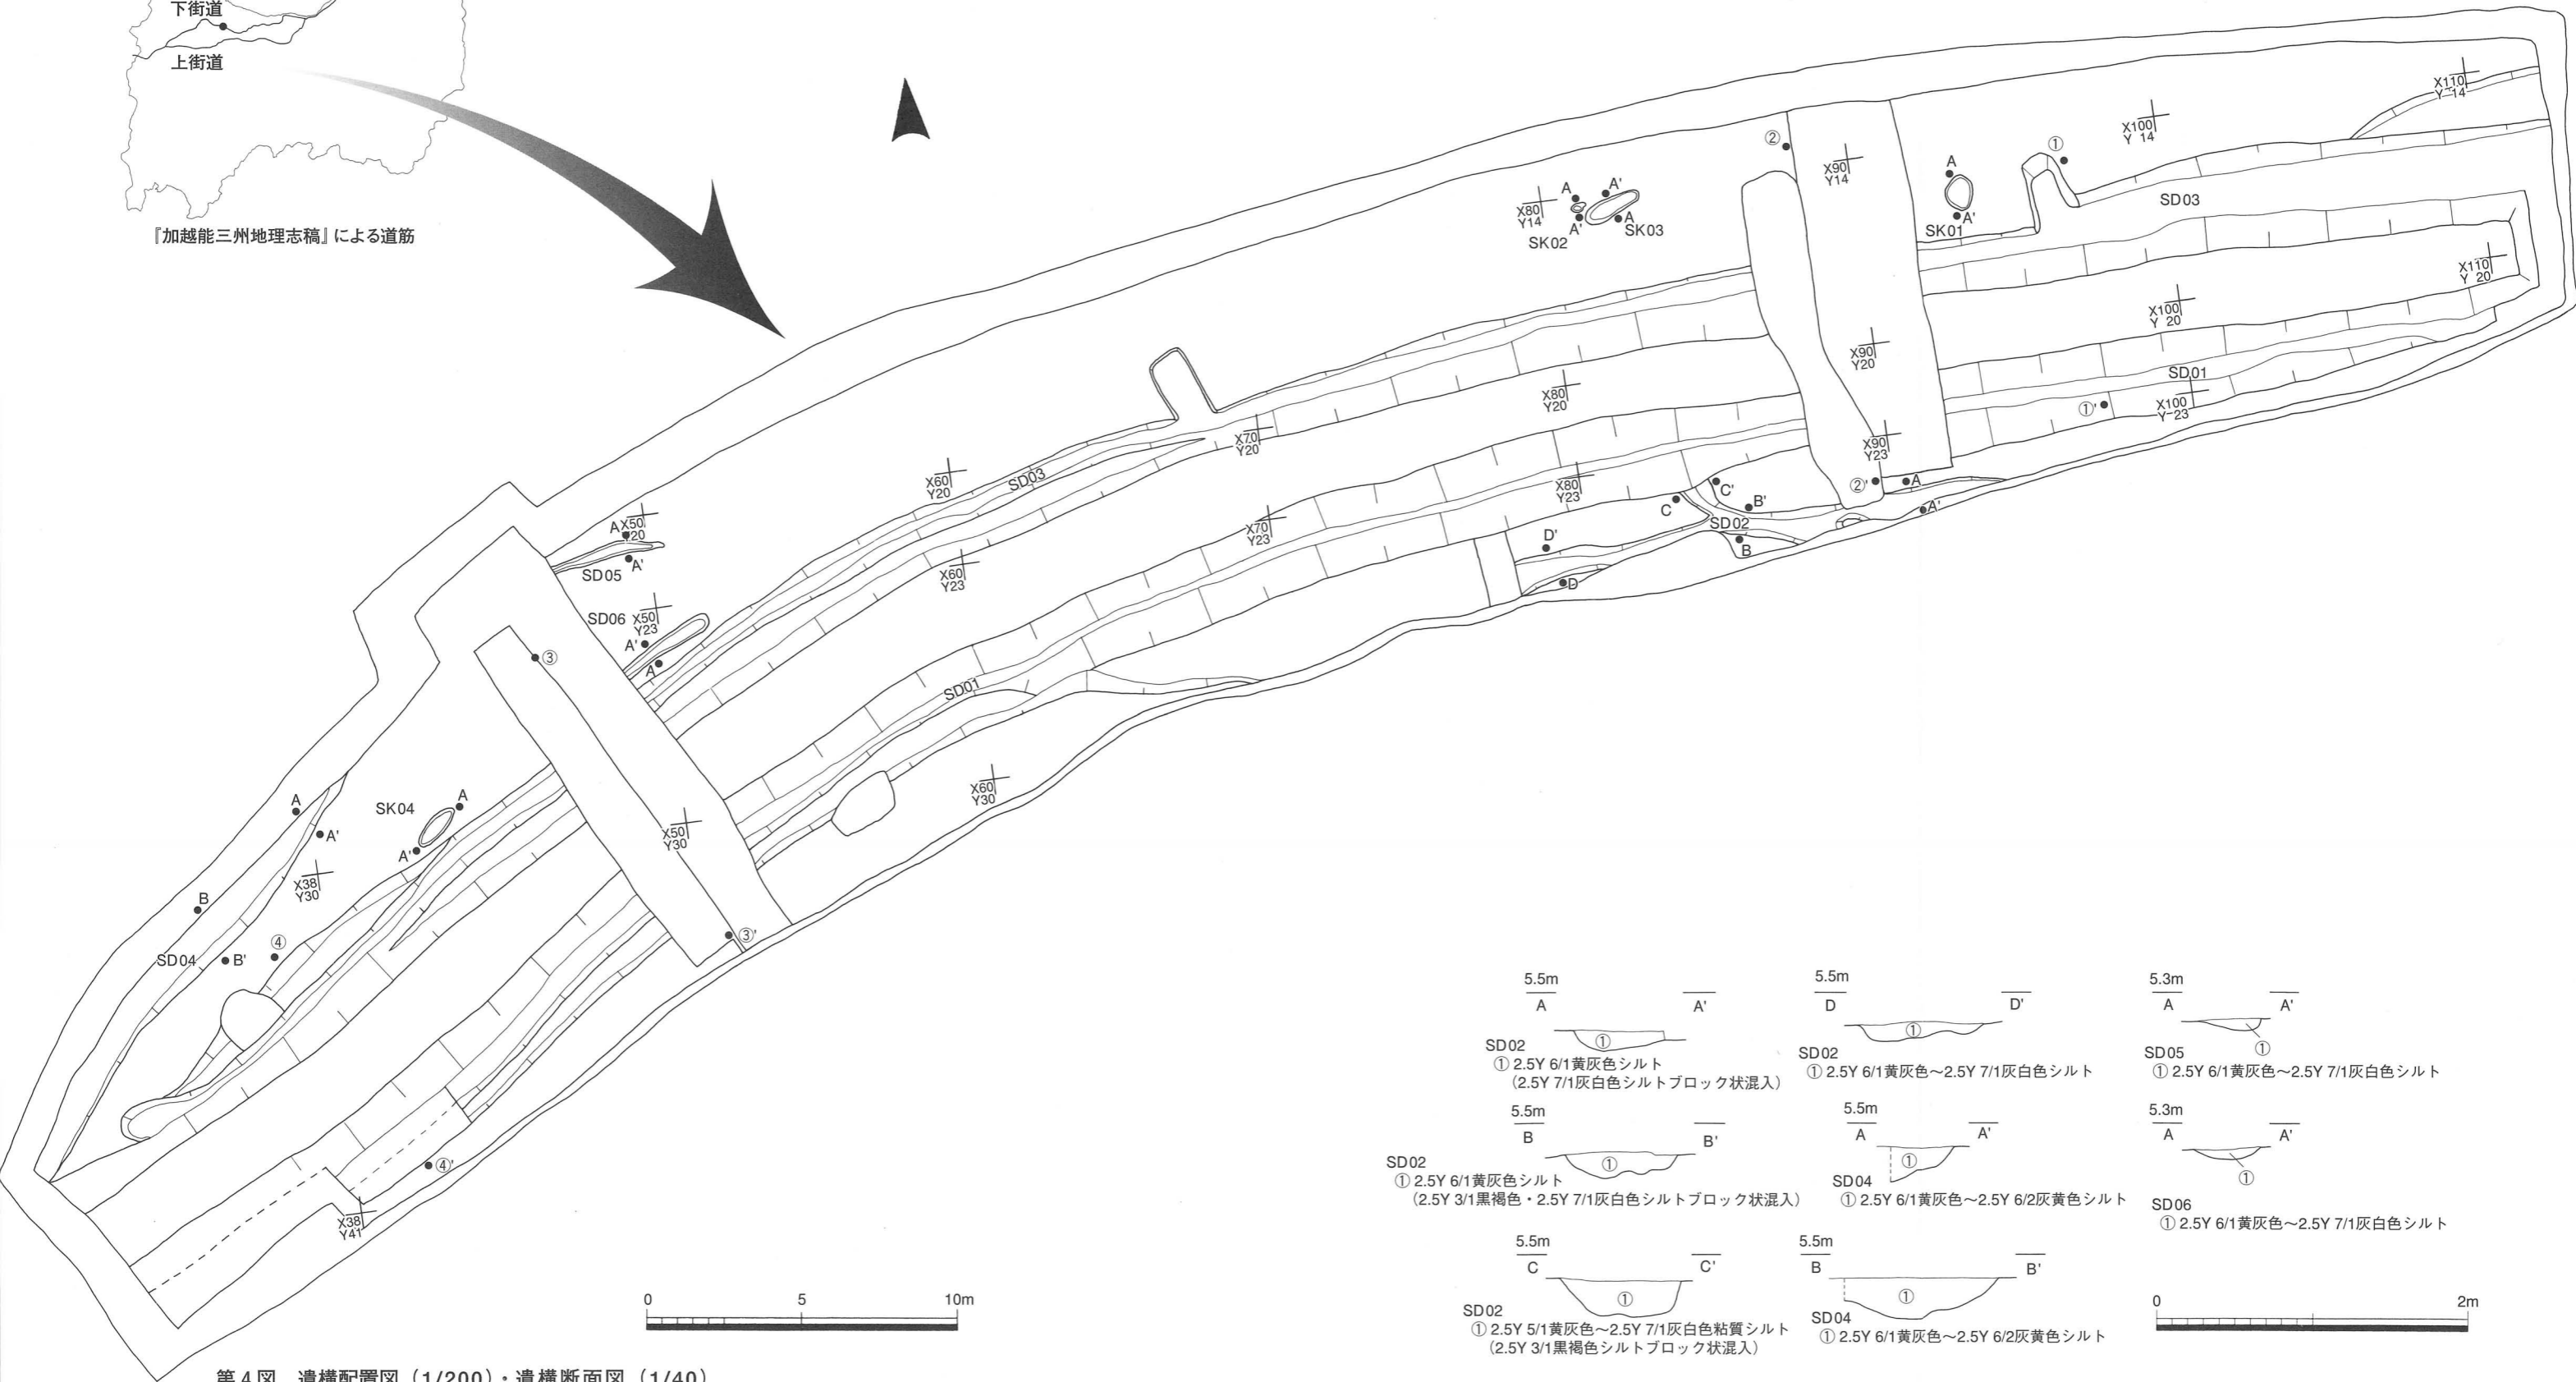 下街道
上街道
『加越能三州地理志稿』による道筋
X110
Y 14
X100
Y 14
①
②
X90
Y14
A
A'
SK01
SD03
X80
Y14
A
A'
SK02
A'
A
SK03
X110
Y 20
X100
Y 20
X90
Y20
SD01
①'
X100
Y 23
X80
Y20
X70
Y20
X90
Y23
②'
A
A'
X60
Y20
SD03
X80
Y23
C
C'
B'
SD02
B
D'
D
X70
Y23
A
X50
Y20
A'
SD05
X60
Y23
SD06
X50
Y23
A'
A
③
SD01
X60
Y30
X50
Y30
A
A'
SK04
A
A'
X38
Y30
B
④
SD04
B'
③'
④'
X38
Y41
5.5m
A
A'
①
SD02
① 2.5Y 6/1黄灰色シルト
(2.5Y 7/1灰白色シルトブロック状混入)
5.5m
D
D'
①
SD02
① 2.5Y 6/1黄灰色〜2.5Y 7/1灰白色シルト
5.3m
A
A'
①
SD05
① 2.5Y 6/1黄灰色〜2.5Y 7/1灰白色シルト
5.5m
B
B'
①
SD02
① 2.5Y 6/1黄灰色シルト
(2.5Y 3/1黒褐色・2.5Y 7/1灰白色シルトブロック状混入)
5.5m
A
A'
①
SD04
① 2.5Y 6/1黄灰色〜2.5Y 6/2灰黄色シルト
5.3m
A
A'
①
SD06
① 2.5Y 6/1黄灰色〜2.5Y 7/1灰白色シルト
5.5m
C
C'
①
SD02
① 2.5Y 5/1黄灰色〜2.5Y 7/1灰白色粘質シルト
(2.5Y 3/1黒褐色シルトブロック状混入)
5.5m
B
B'
①
SD04
① 2.5Y 6/1黄灰色〜2.5Y 6/2灰黄色シルト
0 5 10m
0 2m
第4図 遺構配置図(1/200)・遺構断面図(1/40)